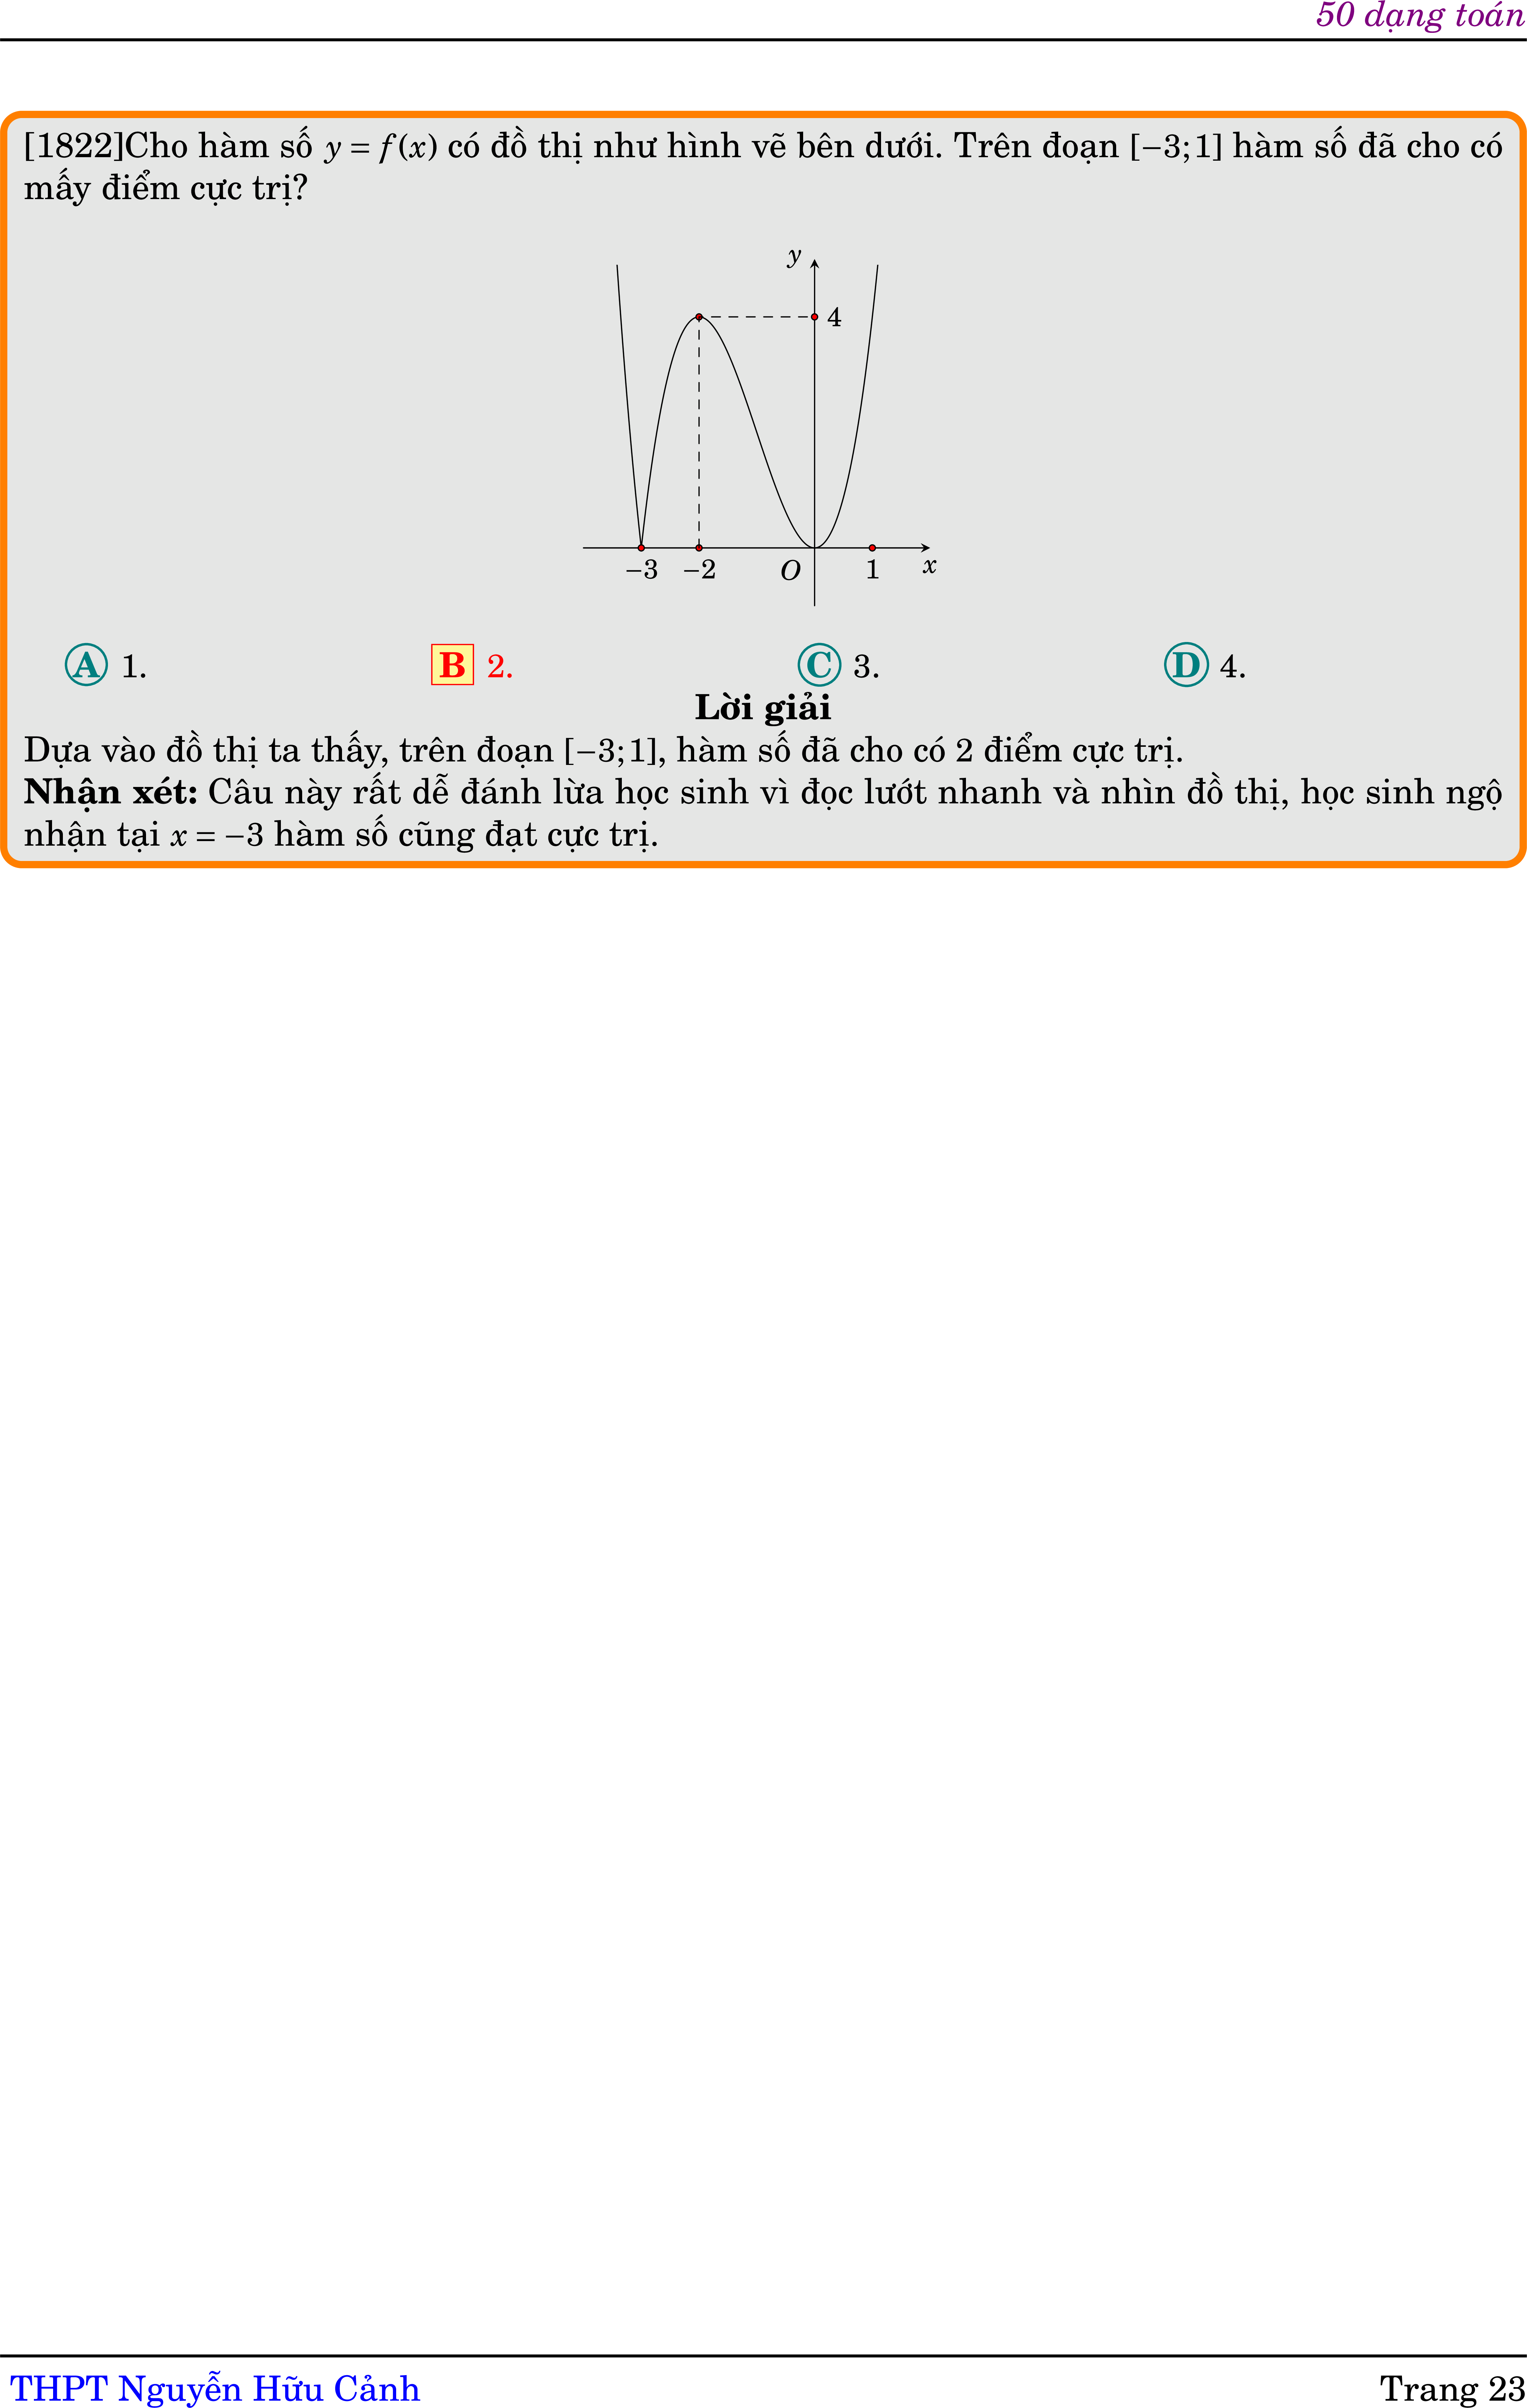 50 dạng toán
[1822]Cho hàm số y = f(x) có đồ thị như hình vẽ bên dưới. Trên đoạn [−3;1] hàm số đã cho có
mấy điểm cực trị?
y
4
−3 −2 O 1 x
A 1. B 2. C 3. D 4.
Lời giải
Dựa vào đồ thị ta thấy, trên đoạn [−3;1], hàm số đã cho có 2 điểm cực trị.
Nhận xét: Câu này rất dễ đánh lừa học sinh vì đọc lướt nhanh và nhìn đồ thị, học sinh ngộ
nhận tại x = −3 hàm số cũng đạt cực trị.
THPT Nguyễn Hữu Cảnh Trang 23